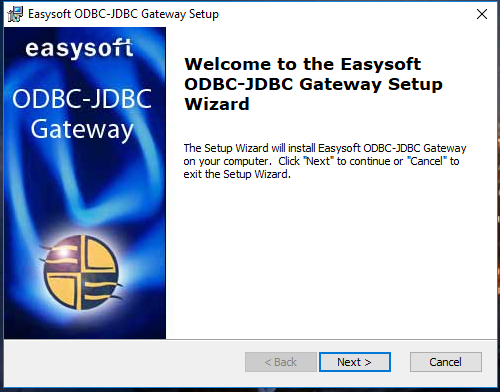 Easysoft ODBC-JDBC Gateway Setup
easysoft
ODBC-JDBC
Gateway
Welcome to the Easysoft
ODBC-JDBC Gateway Setup
Wizard
The Setup Wizard will install Easysoft ODBC-JDBC Gateway
on your computer. Click "Next" to continue or "Cancel" to
exit the Setup Wizard.
< Back
Next >
Cancel